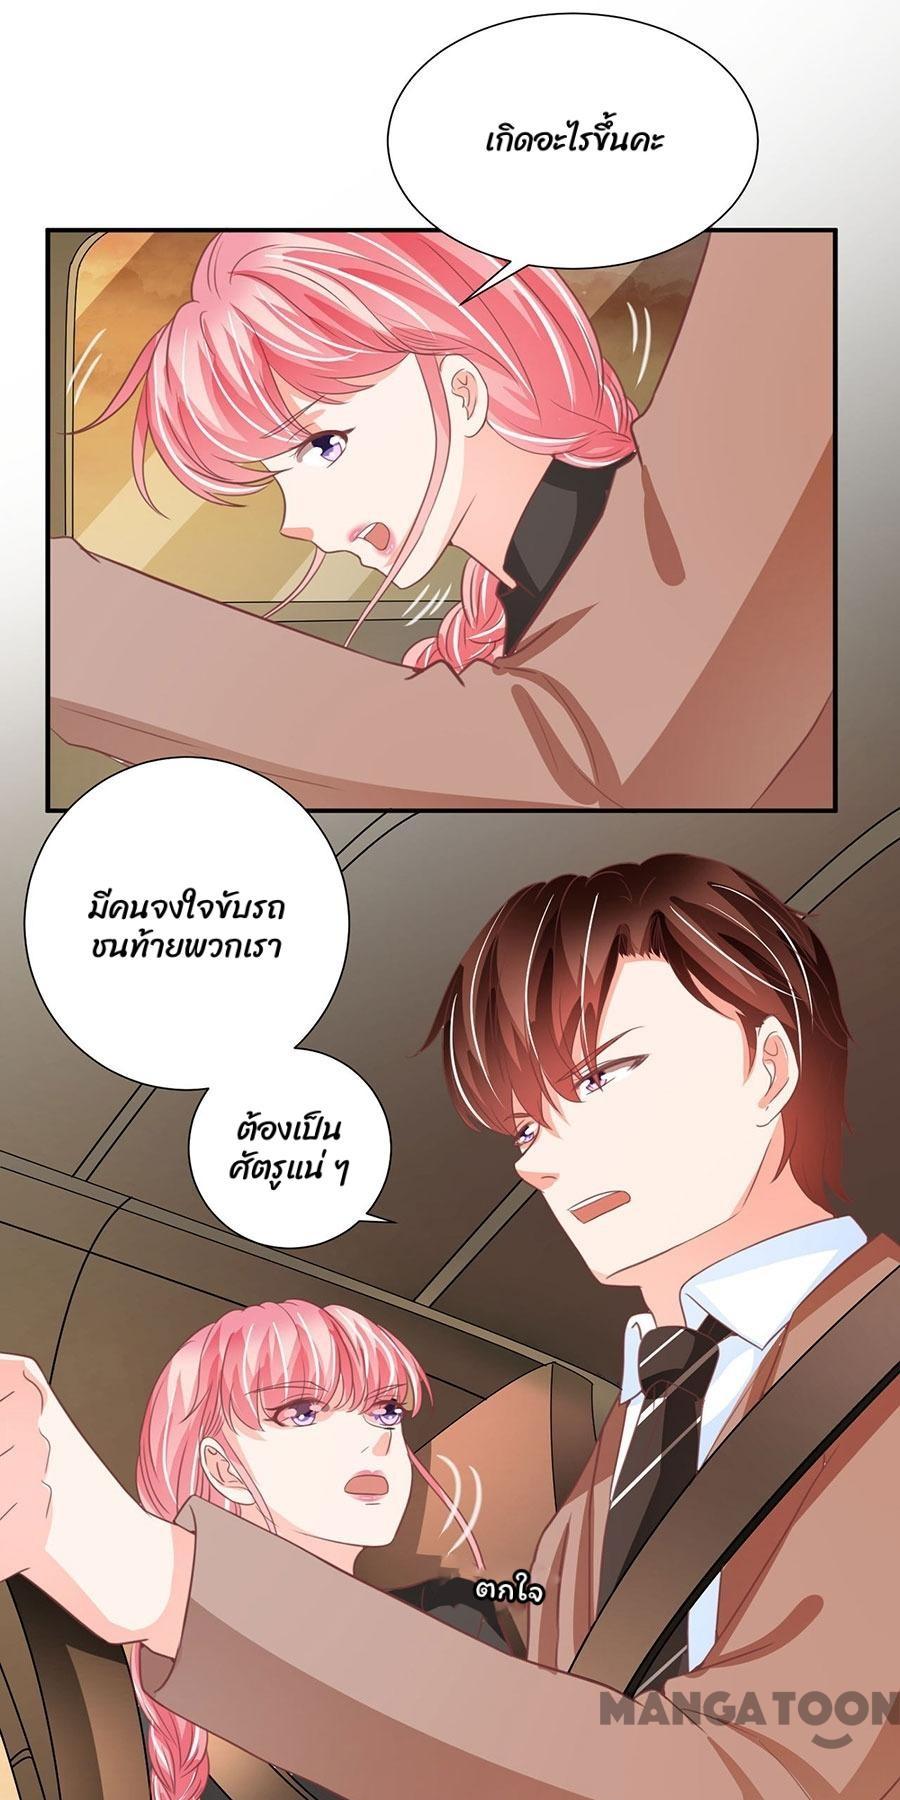 เกิดอะไรขึ้นคะ
มีคนจงใจขับรถ
ชนท้ายพวกเรา
ต้องเป็น
ศัตรูแน่ ๆ
ตกใจ
MANGATOON